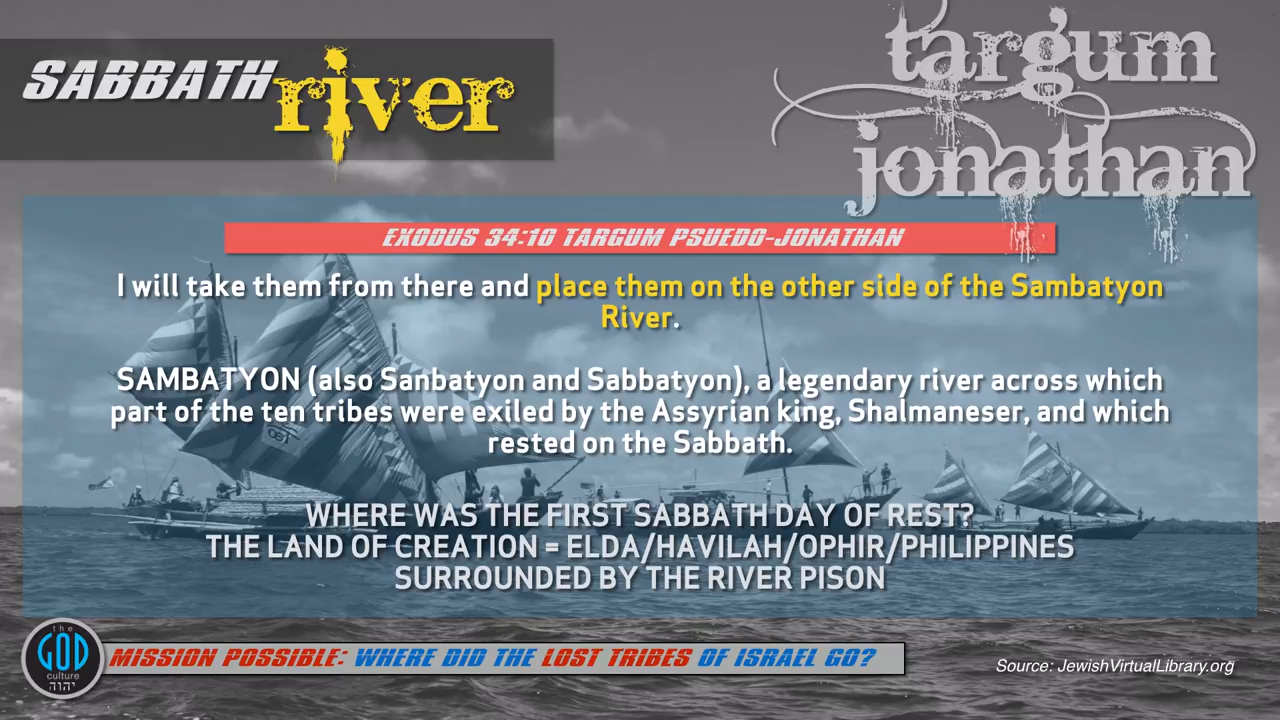 SABBATH river
targum
jonathan
EXODUS 34:10 TARGUM PSUEDO-JONATHAN
I will take them from there and place them on the other side of the Sambatyon
River.
SAMBATYON (also Sanbatyon and Sabbatyon), a legendary river across which
part of the ten tribes were exiled by the Assyrian king, Shalmaneser, and which
rested on the Sabbath.
WHERE WAS THE FIRST SABBATH DAY OF REST?
THE LAND OF CREATION = ELDA/HAVILAH/OPHIR/PHILIPPINES
SURROUNDED BY THE RIVER PISON
the
GOD
culture
יהוה
MISSION POSSIBLE: WHERE DID THE LOST TRIBES OF ISRAEL GO?
Source: JewishVirtualLibrary.org